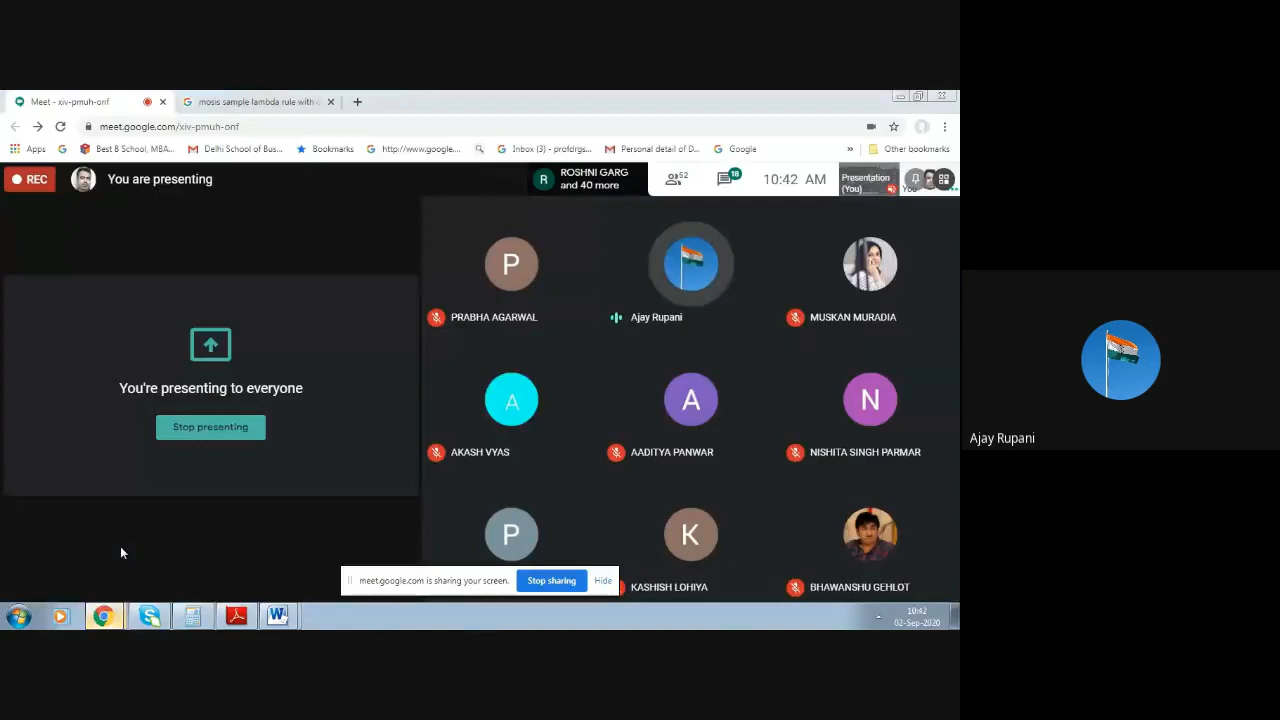 Meet - xiv-pmuh-onf
mosis sample lambda rule with
meet.google.com/xiv-pmuh-onf
Apps
Best B School, MBA...
Delhi School of Bus...
Bookmarks
http://www.google....
Inbox (3) - profdrgs...
Personal detail of D...
Google
»
Other bookmarks
REC
You are presenting
R
ROSHNI GARG
and 40 more
52
18
10:42 AM
Presentation
(You)
You
P
PRABHA AGARWAL
Ajay Rupani
MUSKAN MURADIA
You're presenting to everyone
Stop presenting
A
AKASH VYAS
A
AADITYA PANWAR
N
NISHITA SINGH PARMAR
P
K
KASHISH LOHIYA
BHAWANSHU GEHLOT
meet.google.com is sharing your screen.
Stop sharing
Hide
10:42
02-Sep-2020
Ajay Rupani